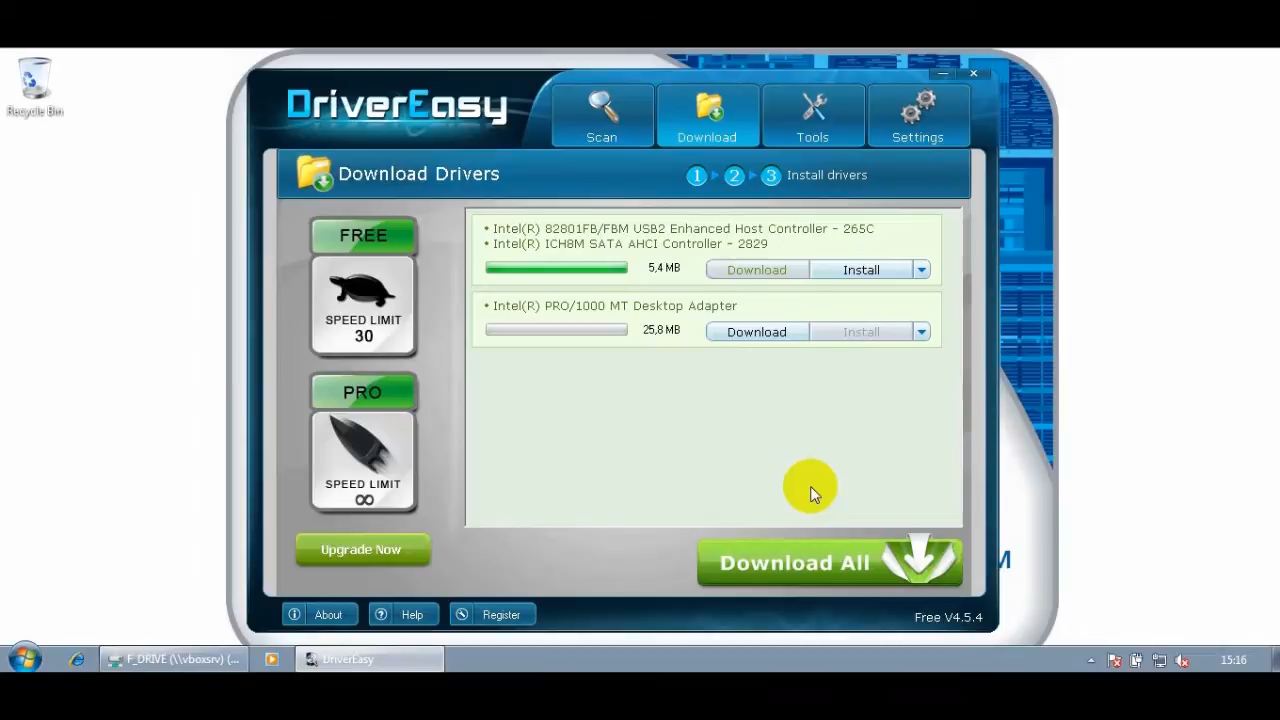 Recycle Bin
DriverEasy
Scan
Download
Tools
Settings
Download Drivers
1 2 3 Install drivers
FREE
SPEED LIMIT
30
PRO
SPEED LIMIT
∞
Upgrade Now
• Intel(R) 82801FB/FBM USB2 Enhanced Host Controller - 265C
• Intel(R) ICH8M SATA AHCI Controller - 2829
5,4 MB Download Install
• Intel(R) PRO/1000 MT Desktop Adapter
25,8 MB Download Install
Download All
M
About Help Register
Free V4.5.4
F_DRIVE (\\vboxsrv) (...
DriverEasy
15:16